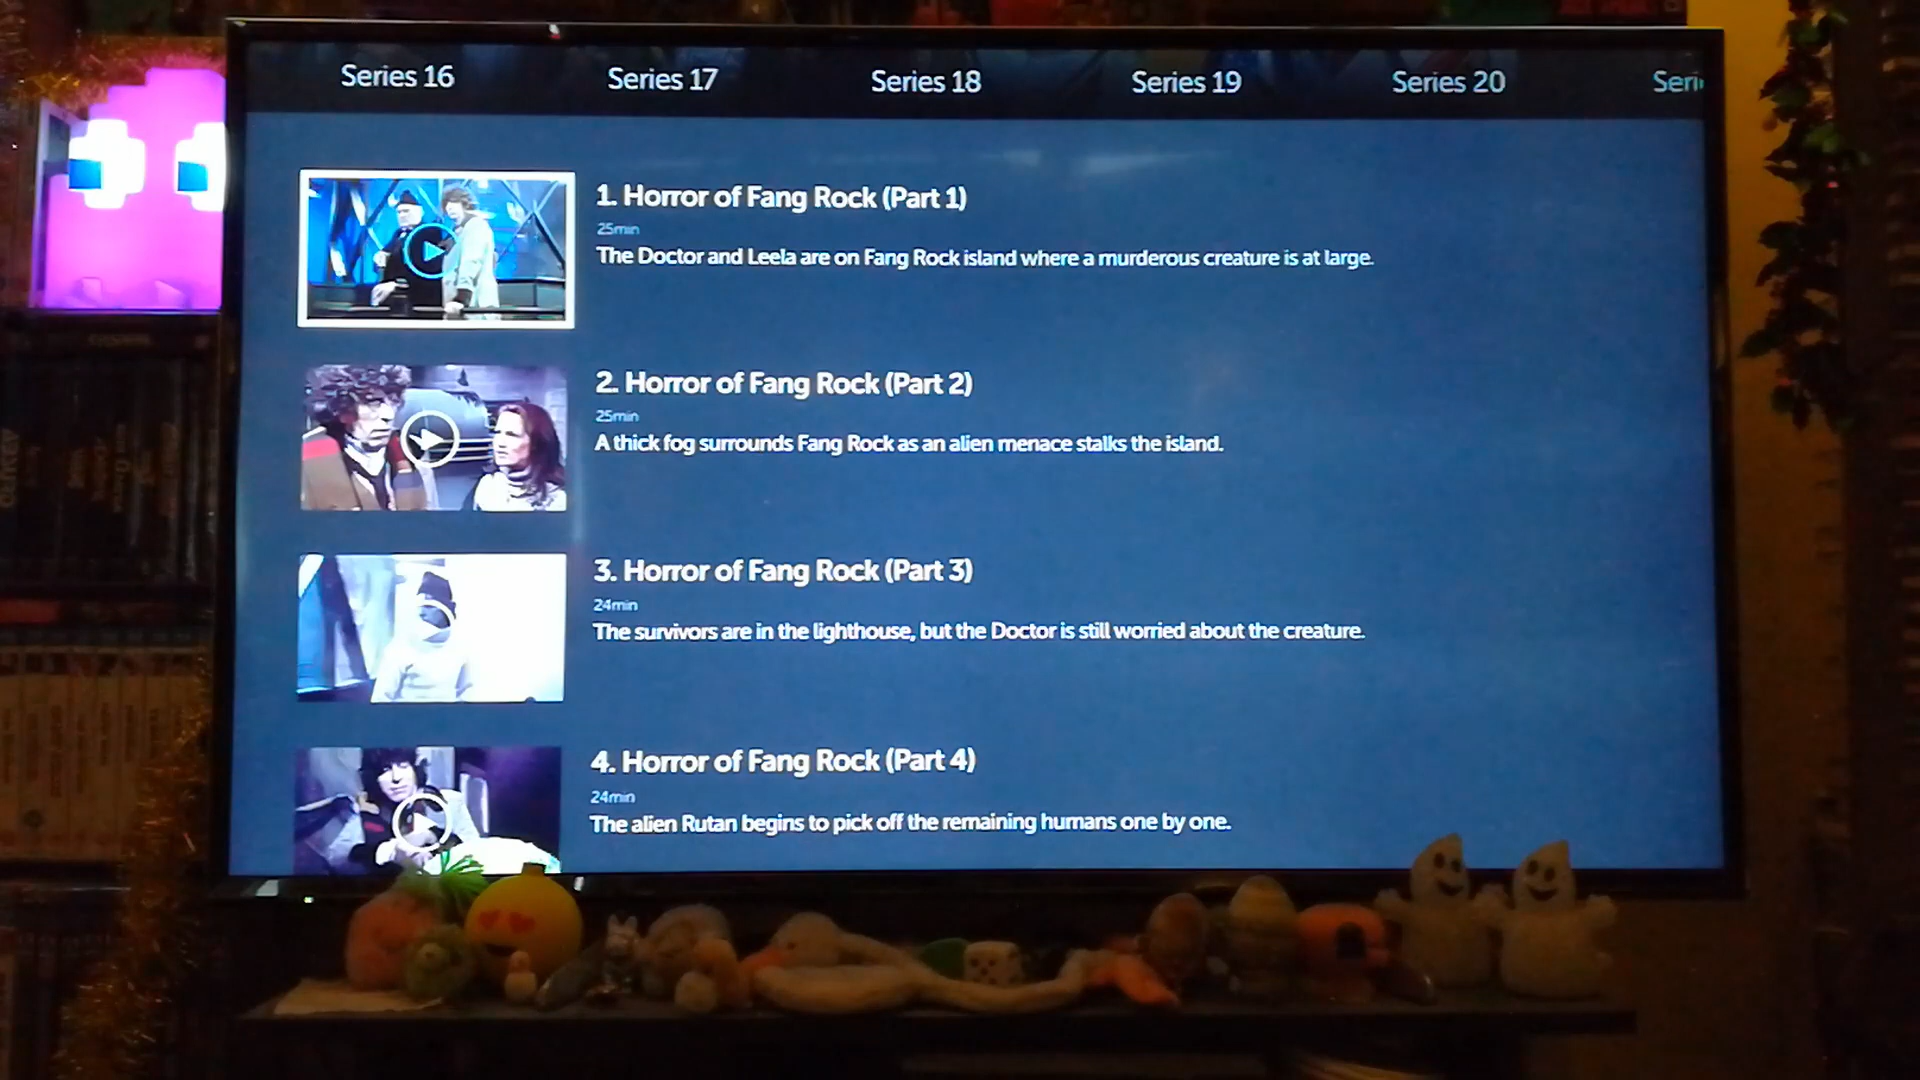 Series 16 Series 17 Series 18 Series 19 Series 20 Seri
1. Horror of Fang Rock (Part 1)
25min
The Doctor and Leela are on Fang Rock island where a murderous creature is at large.
2. Horror of Fang Rock (Part 2)
25min
A thick fog surrounds Fang Rock as an alien menace stalks the island.
3. Horror of Fang Rock (Part 3)
24min
The survivors are in the lighthouse, but the Doctor is still worried about the creature.
4. Horror of Fang Rock (Part 4)
24min
The alien Rutan begins to pick off the remaining humans one by one.